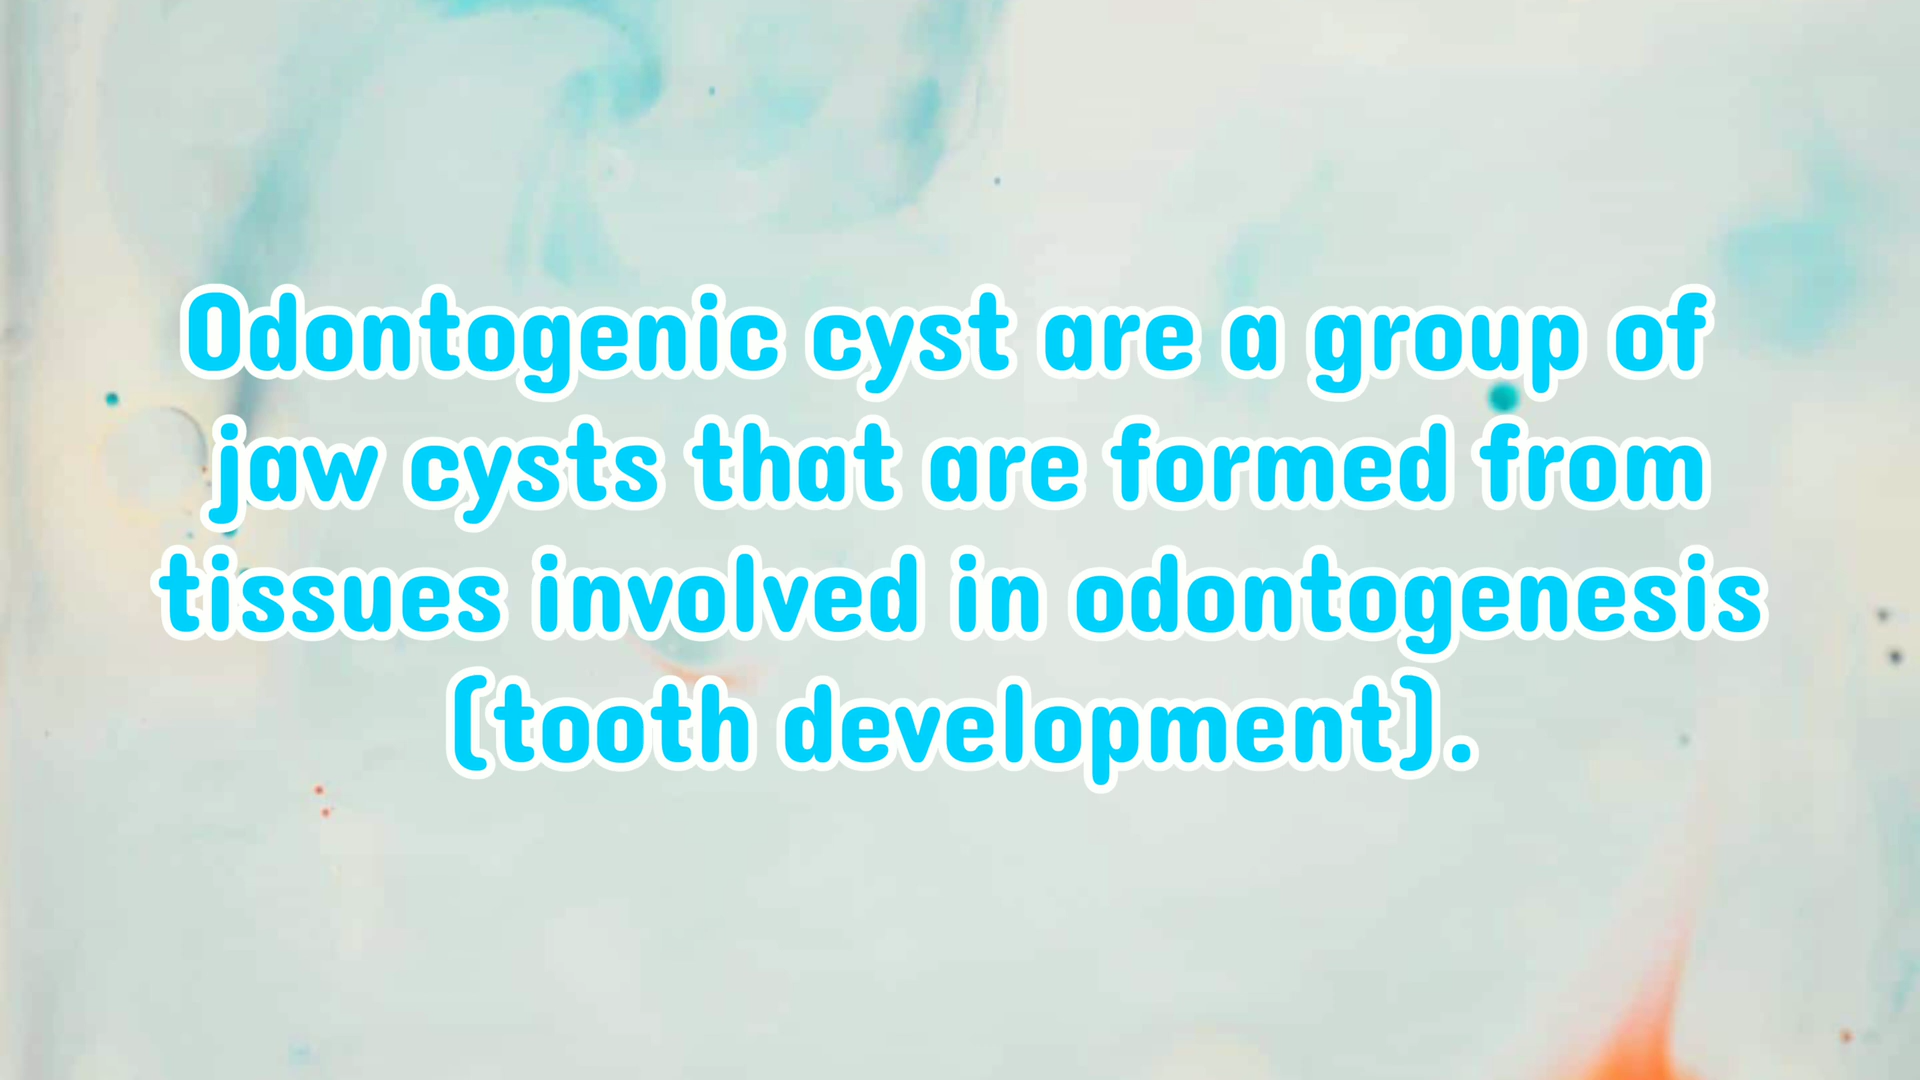 Odontogenic cyst are a group of
jaw cysts that are formed from
tissues involved in odontogenesis
(tooth development).